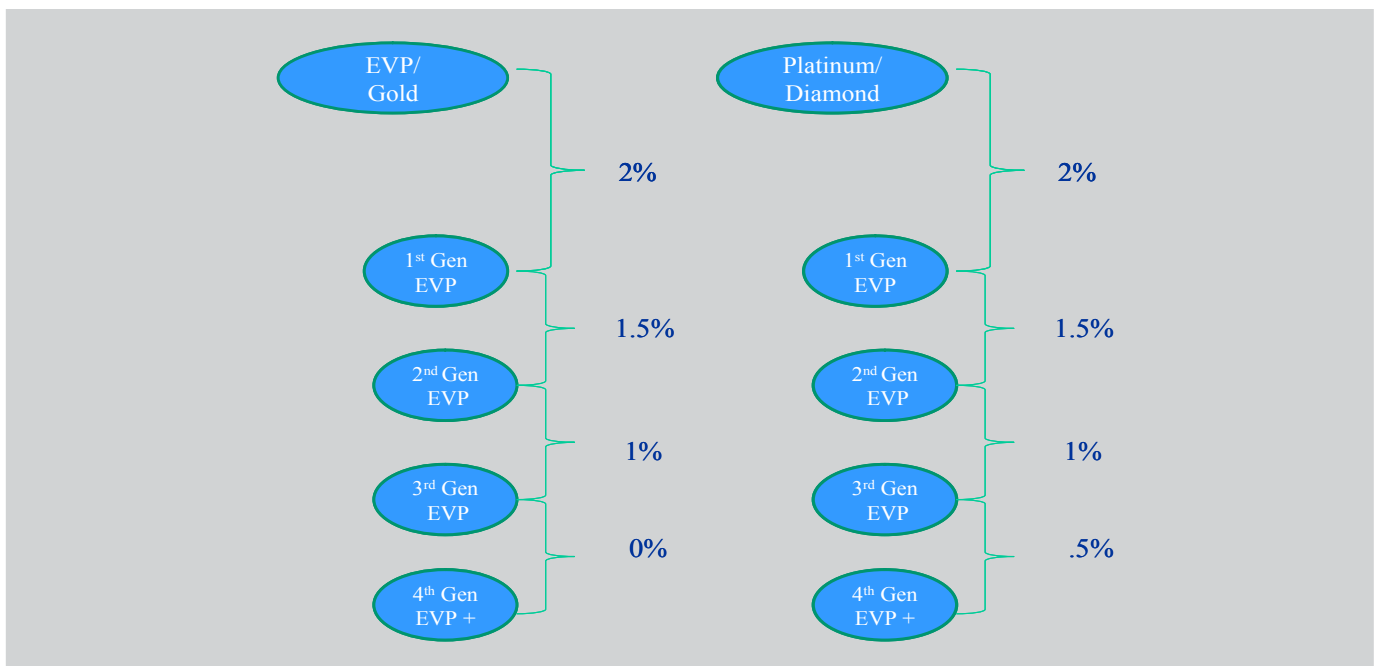 EVP/
Gold
2%
1st Gen
EVP
1.5%
2nd Gen
EVP
1%
3rd Gen
EVP
0%
4th Gen
EVP +
Platinum/
Diamond
2%
1st Gen
EVP
1.5%
2nd Gen
EVP
1%
3rd Gen
EVP
.5%
4th Gen
EVP +